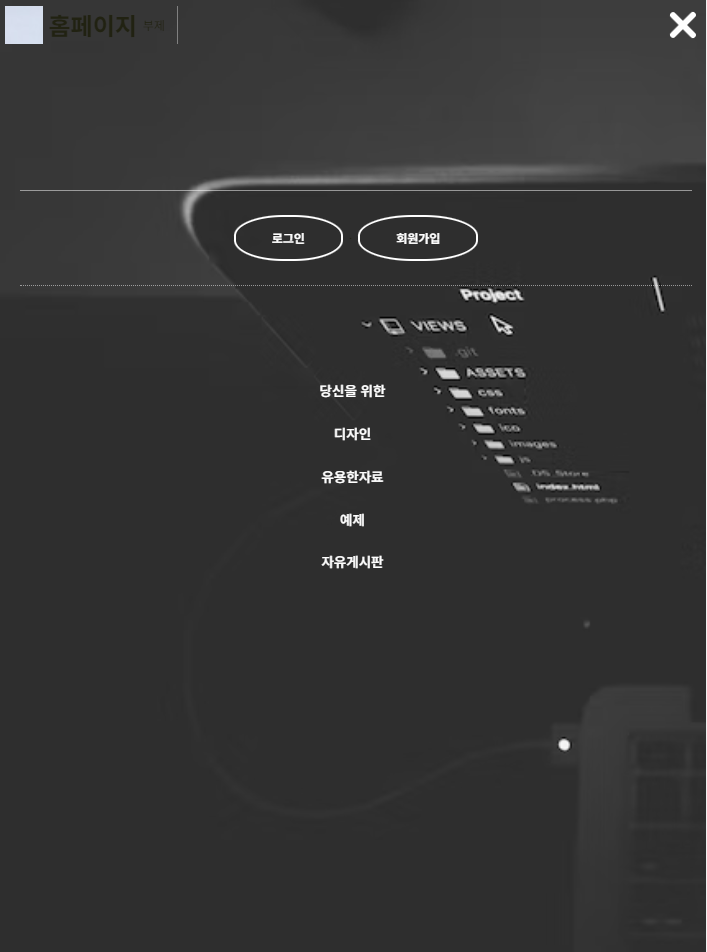 홈페이지 부제
로그인 회원가입
Project
VIEWS
.git
ASSETS
당신을 위한
css
fonts
ico
디자인
images
js
유용한자료
.DS_Store
index.html
process.php
예제
자유게시판